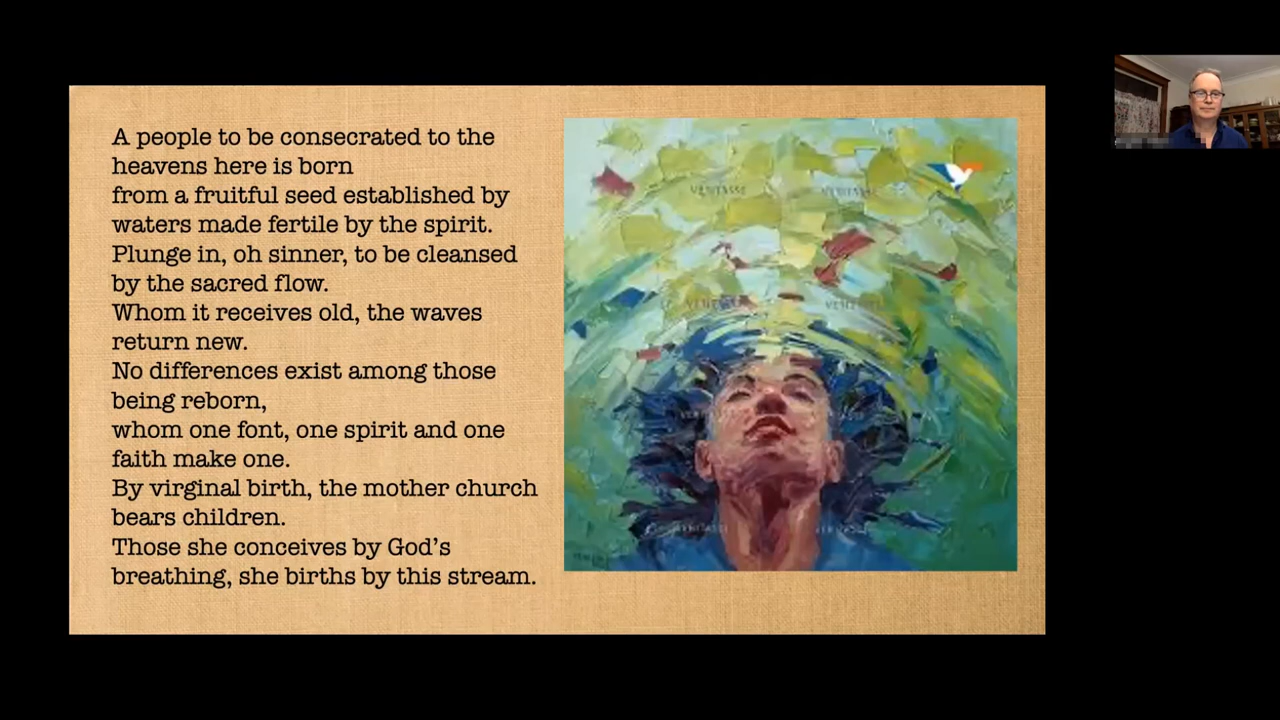 A people to be consecrated to the
heavens here is born
from a fruitful seed established by
waters made fertile by the spirit.
Plunge in, oh sinner, to be cleansed
by the sacred flow.
Whom it receives old, the waves
return new.
No differences exist among those
being reborn,
whom one font, one spirit and one
faith make one.
By virginal birth, the mother church
bears children.
Those she conceives by God's
breathing, she births by this stream.
VERITASSE